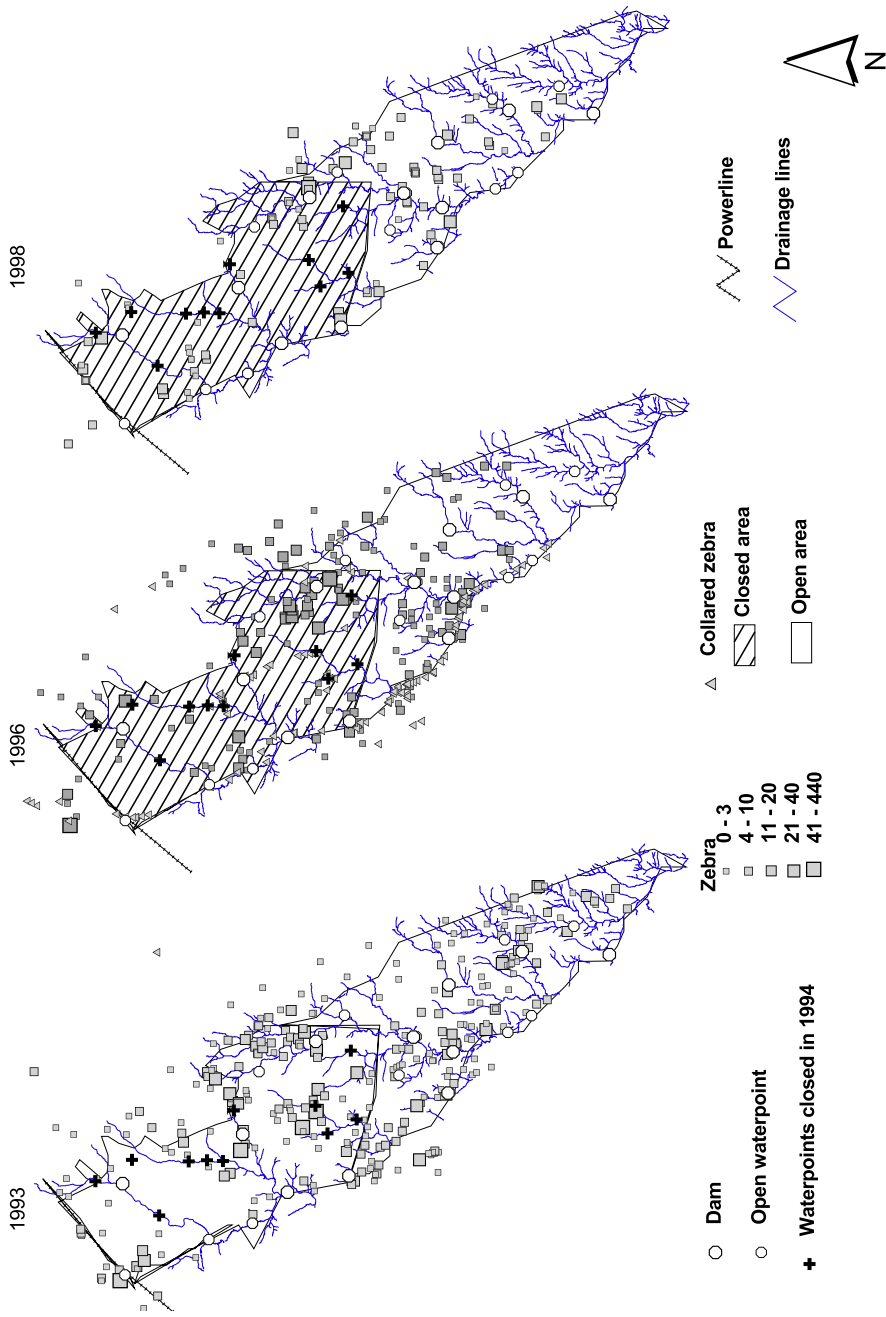 1993
1996
1998
Dam
Open waterpoint
Waterpoints closed in 1994
Zebra
0 - 3
4 - 10
11 - 20
21 - 40
41 - 440
Collared zebra
Closed area
Open area
Powerline
Drainage lines
N